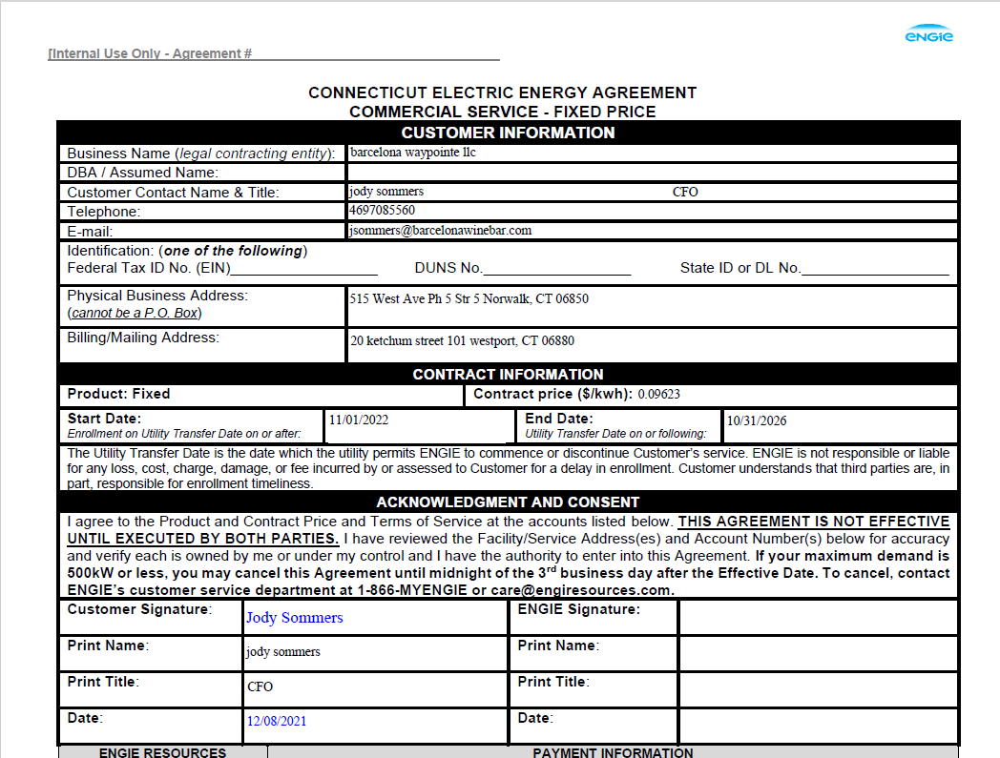 ENGIE
[Internal Use Only - Agreement #
CONNECTICUT ELECTRIC ENERGY AGREEMENT
COMMERCIAL SERVICE - FIXED PRICE
CUSTOMER INFORMATION
Business Name (legal contracting entity): barcelona waypointe llc
DBA / Assumed Name:
Customer Contact Name & Title: jody sommers CFO
Telephone: 4697085560
E-mail: jsommers@barcelonawinebar.com
Identification: (one of the following)
Federal Tax ID No. (EIN)___________________ DUNS No.___________________ State ID or DL No.___________________
Physical Business Address: 515 West Ave Ph 5 Str 5 Norwalk, CT 06850
(cannot be a P.O. Box)
Billing/Mailing Address: 20 ketchum street 101 westport, CT 06880
CONTRACT INFORMATION
Product: Fixed Contract price ($/kwh): 0.09623
Start Date: 11/01/2022 End Date: 10/31/2026
Enrollment on Utility Transfer Date on or after: Utility Transfer Date on or following:
The Utility Transfer Date is the date which the utility permits ENGIE to commence or discontinue Customer's service. ENGIE is not responsible or liable
for any loss, cost, charge, damage, or fee incurred by or assessed to Customer for a delay in enrollment. Customer understands that third parties are, in
part, responsible for enrollment timeliness.
ACKNOWLEDGMENT AND CONSENT
I agree to the Product and Contract Price and Terms of Service at the accounts listed below. THIS AGREEMENT IS NOT EFFECTIVE
UNTIL EXECUTED BY BOTH PARTIES. I have reviewed the Facility/Service Address(es) and Account Number(s) below for accuracy
and verify each is owned by me or under my control and I have the authority to enter into this Agreement. If your maximum demand is
500kW or less, you may cancel this Agreement until midnight of the 3rd business day after the Effective Date. To cancel, contact
ENGIE's customer service department at 1-866-MYENGIE or care@engiresources.com.
Customer Signature: Jody Sommers ENGIE Signature:
Print Name: jody sommers Print Name:
Print Title: CFO Print Title:
Date: 12/08/2021 Date:
ENGIE RESOURCES PAYMENT INFORMATION